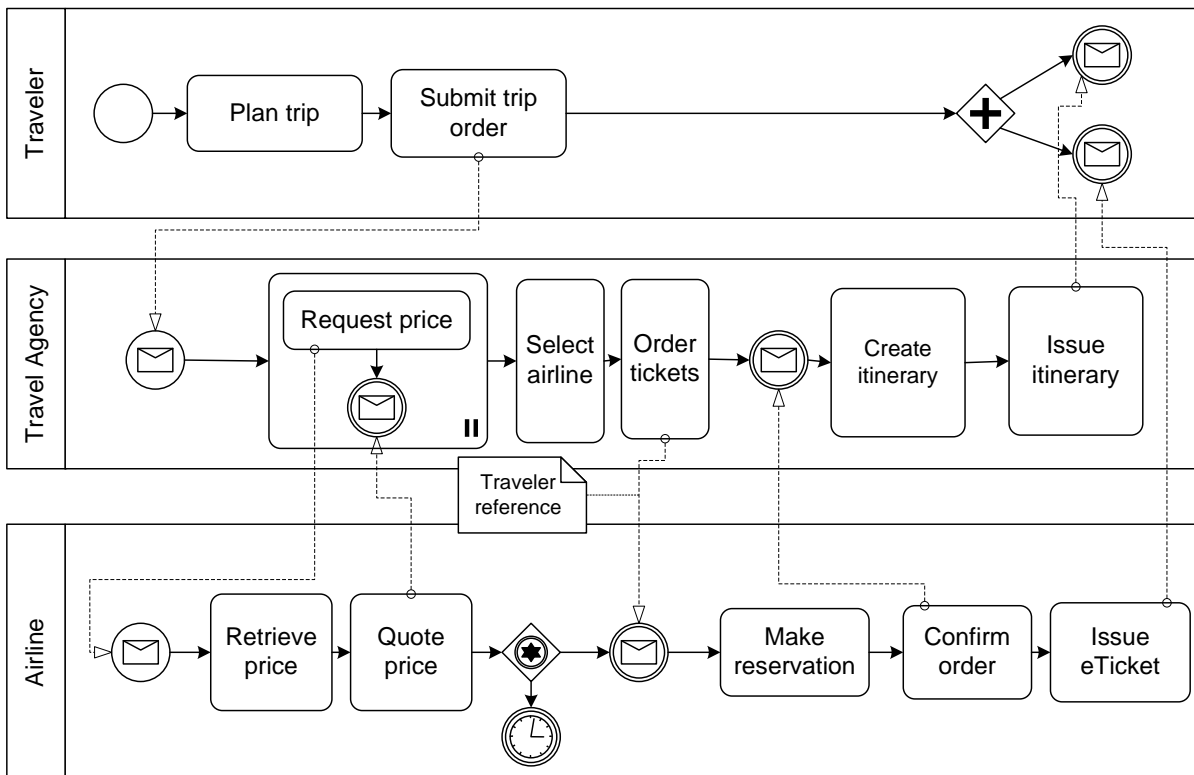 Traveler
Plan trip
Submit trip
order
Travel Agency
Request price
Select
airline
Order
tickets
Create
itinerary
Issue
itinerary
Traveler
reference
Airline
Retrieve
price
Quote
price
Make
reservation
Confirm
order
Issue
eTicket